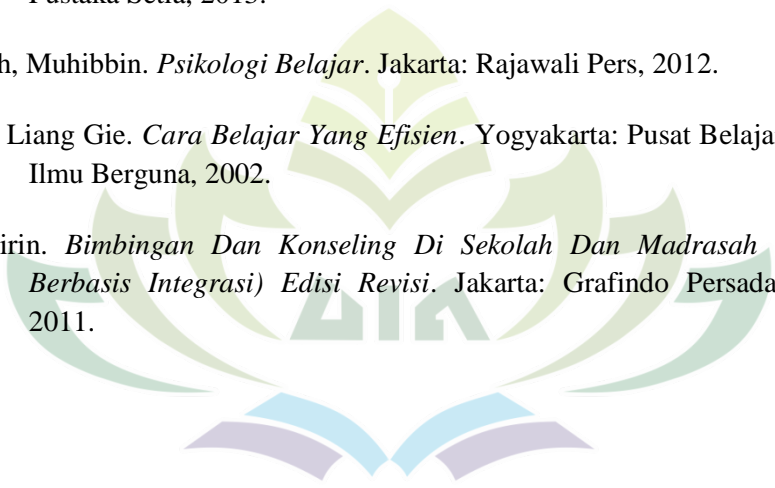 Pustaka Setia, 2015.
h, Muhibbin. Psikologi Belajar. Jakarta: Rajawali Pers, 2012.
Liang Gie. Cara Belajar Yang Efisien. Yogyakarta: Pusat Belaja
Ilmu Berguna, 2002.
irin. Bimbingan Dan Konseling Di Sekolah Dan Madrasah
Berbasis Integrasi) Edisi Revisi. Jakarta: Grafindo Persada
2011.